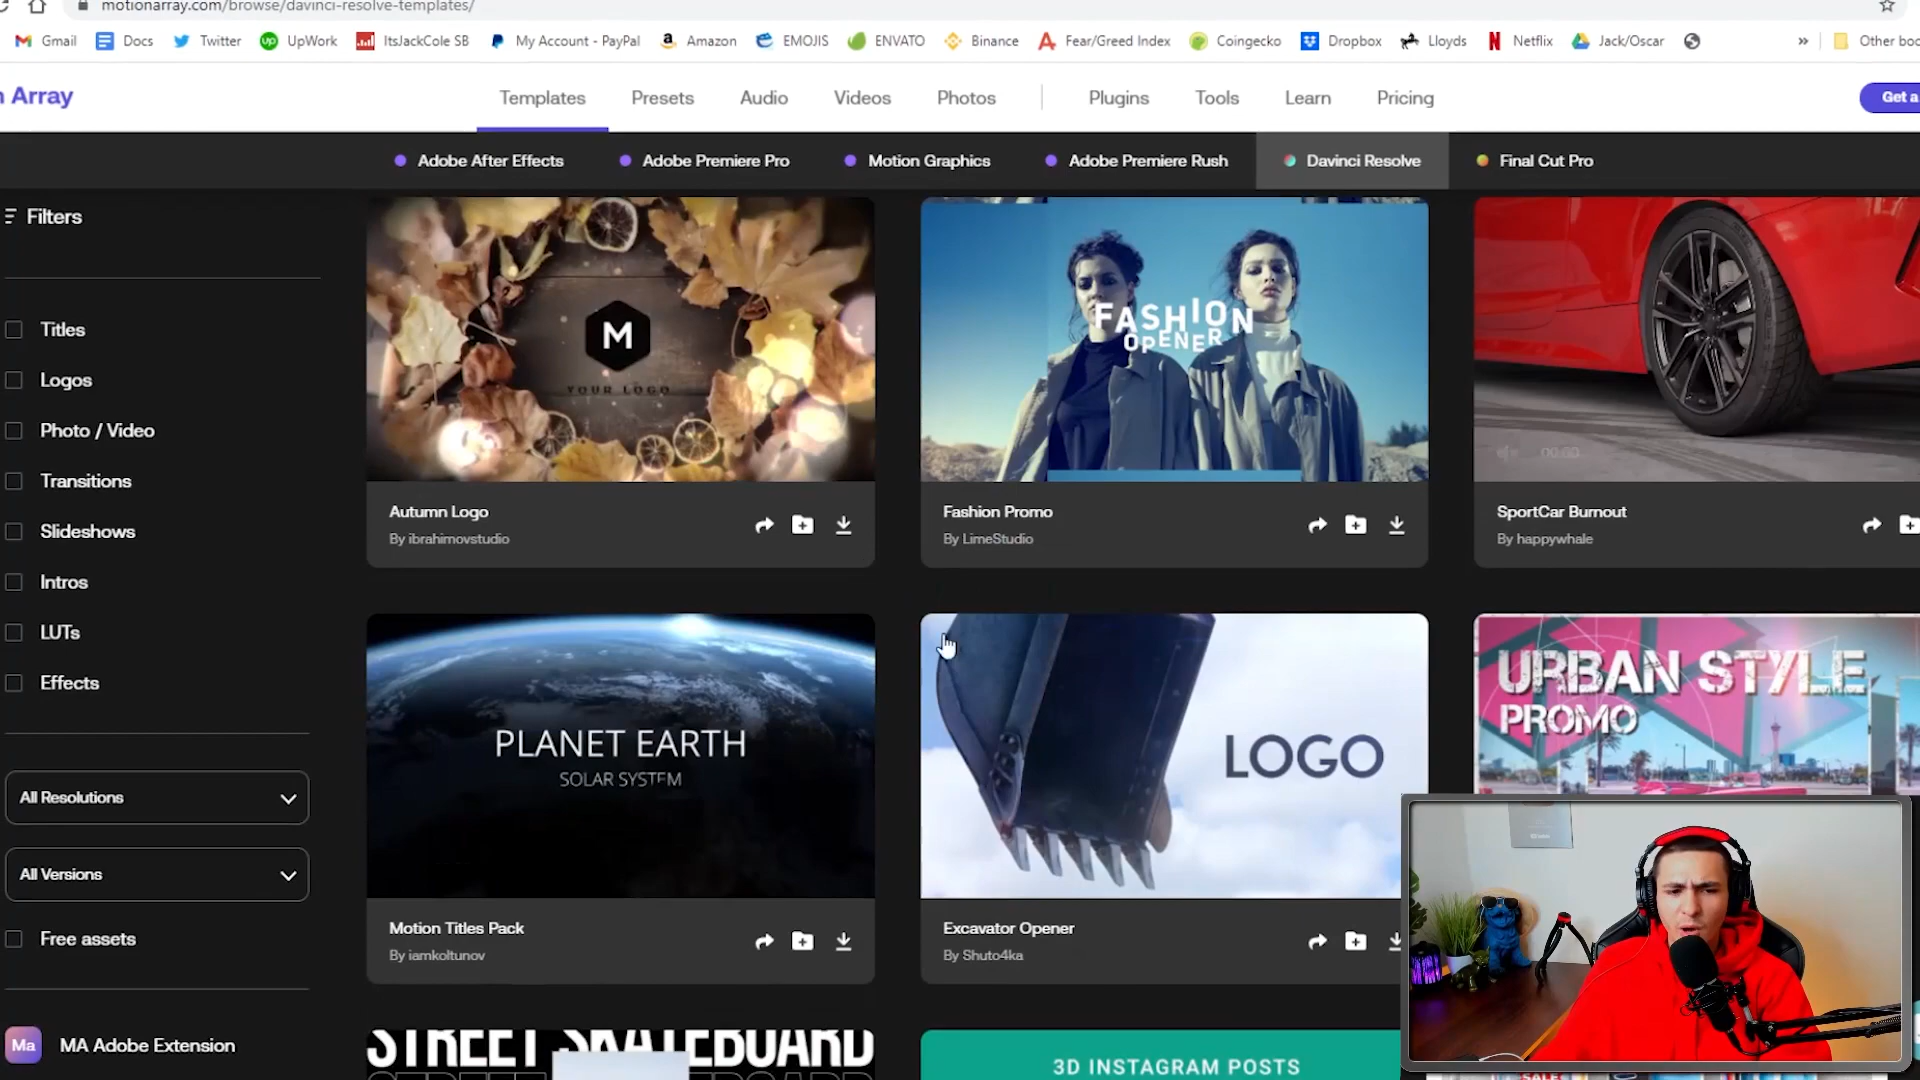 motionarray.com/browse/davinci-resolve-templates/
Gmail Docs Twitter UpWork ItsJackCole SB My Account - PayPal Amazon EMOJIS ENVATO Binance Fear/Greed Index Coingecko Dropbox Lloyds Netflix Jack/Oscar » Other boo
n Array Templates Presets Audio Videos Photos Plugins Tools Learn Pricing Get a
Adobe After Effects Adobe Premiere Pro Motion Graphics Adobe Premiere Rush Davinci Resolve Final Cut Pro
Filters
Titles
Logos
Photo / Video
Transitions
Slideshows
Intros
LUTs
Effects
All Resolutions
All Versions
Free assets
Ma MA Adobe Extension
M
YOUR LOGO
Autumn Logo
By ibrahimovstudio
FASHION
OPENER
Fashion Promo
By LimeStudio
00:00
SportCar Burnout
By happywhale
PLANET EARTH
SOLAR SYSTEM
Motion Titles Pack
By iamkoltunov
LOGO
Excavator Opener
By Shuto4ka
URBAN STYLE
PROMO
STREET SKATEBOARD
3D INSTAGRAM POSTS
SALE